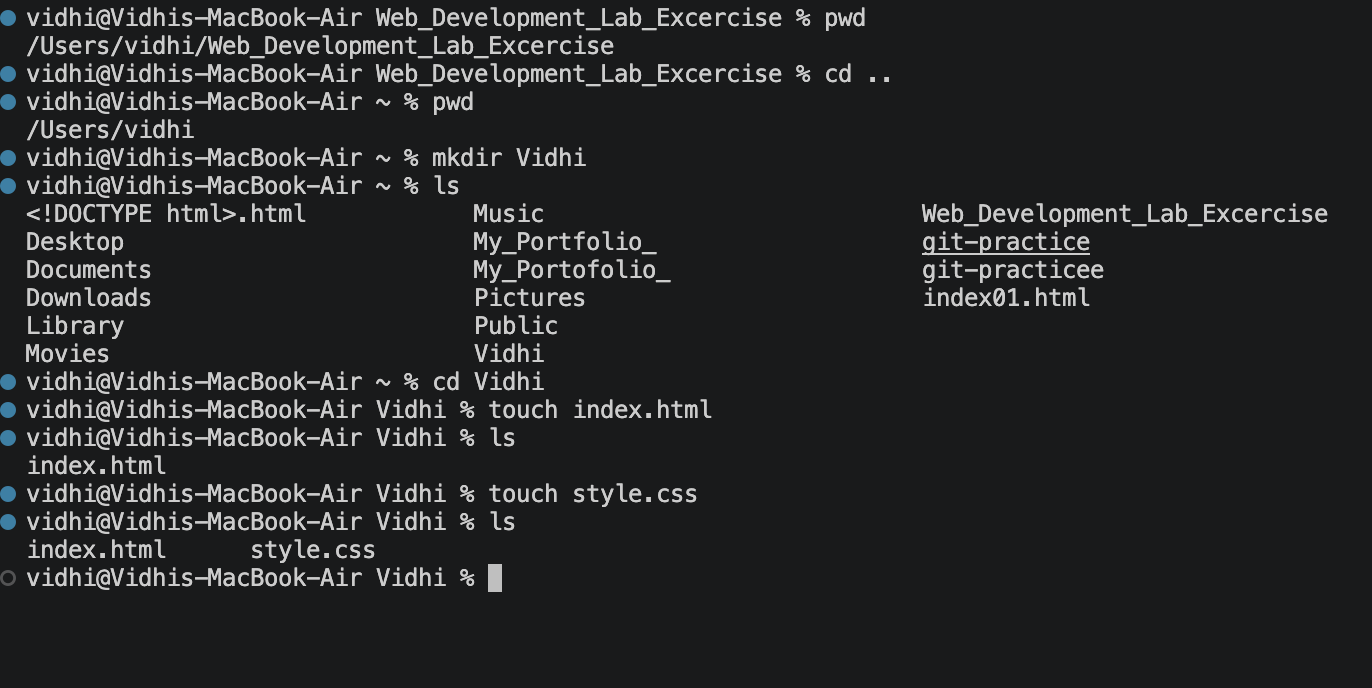 vidhi@Vidhis-MacBook-Air Web_Development_Lab_Excercise % pwd
/Users/vidhi/Web_Development_Lab_Excercise
vidhi@Vidhis-MacBook-Air Web_Development_Lab_Excercise % cd ..
vidhi@Vidhis-MacBook-Air ~ % pwd
/Users/vidhi
vidhi@Vidhis-MacBook-Air ~ % mkdir Vidhi
vidhi@Vidhis-MacBook-Air ~ % ls
<!DOCTYPE html>.html Music Web_Development_Lab_Excercise
Desktop My_Portfolio_ git-practice
Documents My_Portofolio_ git-practicee
Downloads Pictures index01.html
Library Public
Movies Vidhi
vidhi@Vidhis-MacBook-Air ~ % cd Vidhi
vidhi@Vidhis-MacBook-Air Vidhi % touch index.html
vidhi@Vidhis-MacBook-Air Vidhi % ls
index.html
vidhi@Vidhis-MacBook-Air Vidhi % touch style.css
vidhi@Vidhis-MacBook-Air Vidhi % ls
index.html style.css
vidhi@Vidhis-MacBook-Air Vidhi %